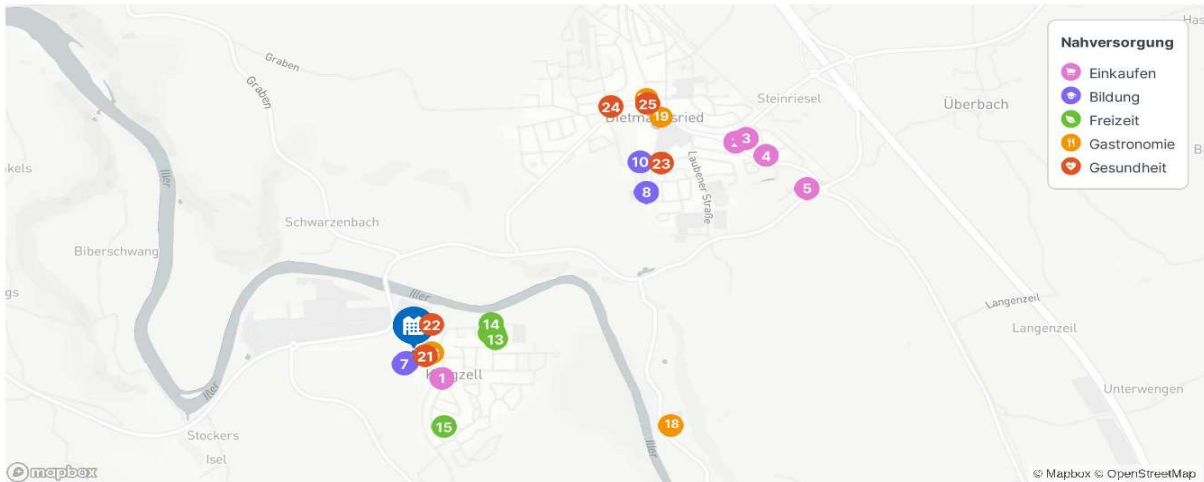 Nahversorgung
Einkaufen
Bildung
Freizeit
Gastronomie
Gesundheit
Graben
Graben
Steinriesel
Überbach
24
25
19
3
4
10
23
8
5
Laubener Straße
Iller
Schwarzenbach
Biberschwang
Iller
Langenzeil
Langenzeil
22
14
13
21
7
1
15
18
Unterwengen
Iller
Iller
Stockers
Isel
mapbox
© Mapbox © OpenStreetMap